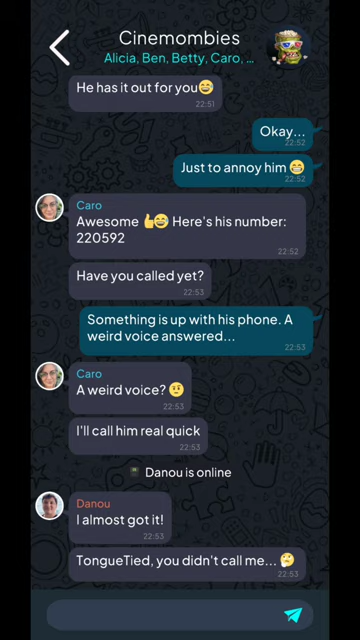 Cinemombies
Alicia, Ben, Betty, Caro, ...
He has it out for you😅
22:51
Okay...
22:52
Just to annoy him 😁
22:52
Caro
Awesome 👍😅 Here's his number:
220592
22:52
Have you called yet?
22:53
Something is up with his phone. A
weird voice answered...
22:53
Caro
A weird voice? 🤨
22:53
I'll call him real quick
22:53
Danou is online
Danou
I almost got it!
22:53
TongueTied, you didn't call me... 🤔
22:53